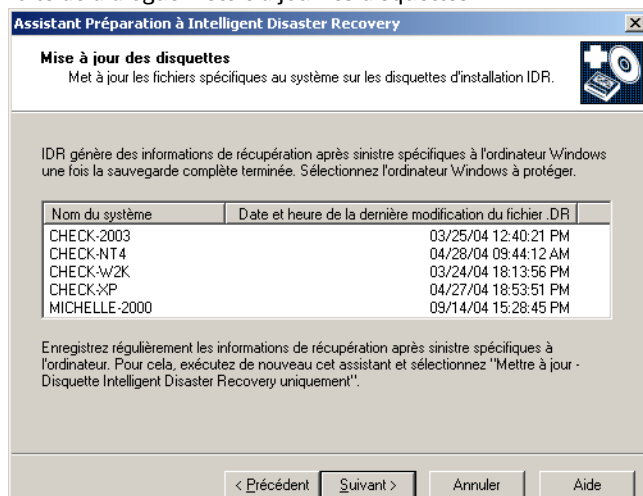 Assistant Préparation à Intelligent Disaster Recovery
Mise à jour des disquettes
Met à jour les fichiers spécifiques au système sur les disquettes d'installation IDR.
IDR génère des informations de récupération après sinistre spécifiques à l'ordinateur Windows
une fois la sauvegarde complète terminée. Sélectionnez l'ordinateur Windows à protéger.
Nom du système Date et heure de la dernière modification du fichier .DR
CHECK-2003 03/25/04 12:40:21 PM
CHECK-NT4 04/28/04 09:44:12 AM
CHECK-W2K 03/24/04 18:13:56 PM
CHECK-XP 04/27/04 18:53:51 PM
MICHELLE-2000 09/14/04 15:28:45 PM
Enregistrez régulièrement les informations de récupération après sinistre spécifiques à
l'ordinateur. Pour cela, exécutez de nouveau cet assistant et sélectionnez "Mettre à jour -
Disquette Intelligent Disaster Recovery uniquement".
< Précédent Suivant > Annuler Aide